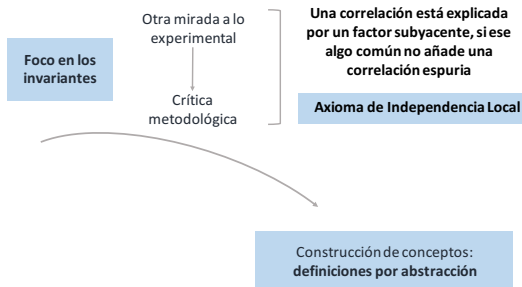 Foco en los
invariantes
Otra mirada a lo
experimental
Crítica
metodológica
Una correlación está explicada
por un factor subyacente, si ese
algo común no añade una
correlación espuria
Axioma de Independencia Local
Construcción de conceptos:
definiciones por abstracción